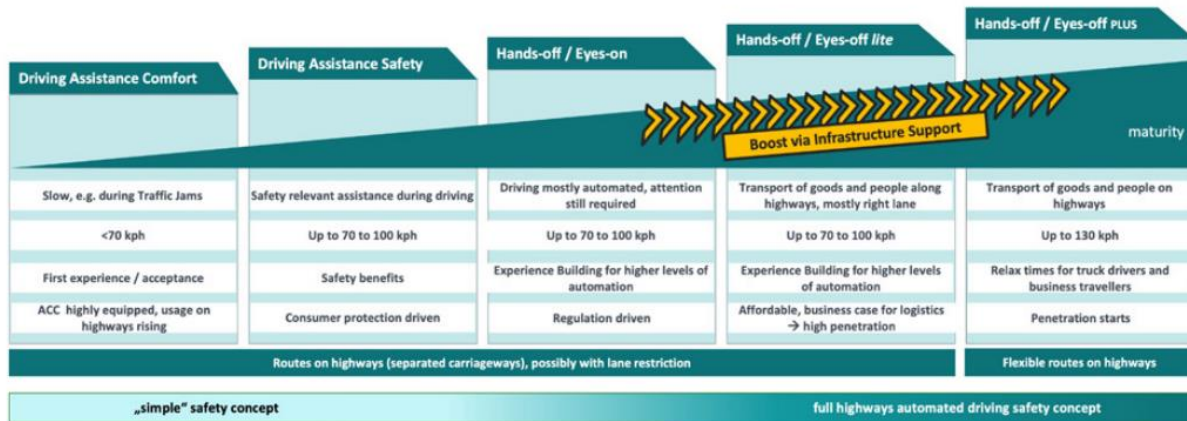 Driving Assistance Comfort
Driving Assistance Safety
Hands-off / Eyes-on
Hands-off / Eyes-off lite
Hands-off / Eyes-off PLUS
Boost via Infrastructure Support
maturity
Slow, e.g. during Traffic Jams
Safety relevant assistance during driving
Driving mostly automated, attention
still required
Transport of goods and people along
highways, mostly right lane
Transport of goods and people on
highways
<70 kph
Up to 70 to 100 kph
Up to 70 to 100 kph
Up to 70 to 100 kph
Up to 130 kph
First experience / acceptance
Safety benefits
Experience Building for higher levels of
automation
Experience Building for higher levels
of automation
Relax times for truck drivers and
business travellers
ACC highly equipped, usage on
highways rising
Consumer protection driven
Regulation driven
Affordable, business case for logistics
→ high penetration
Penetration starts
Routes on highways (separated carriageways), possibly with lane restriction
Flexible routes on highways
„simple“ safety concept
full highways automated driving safety concept